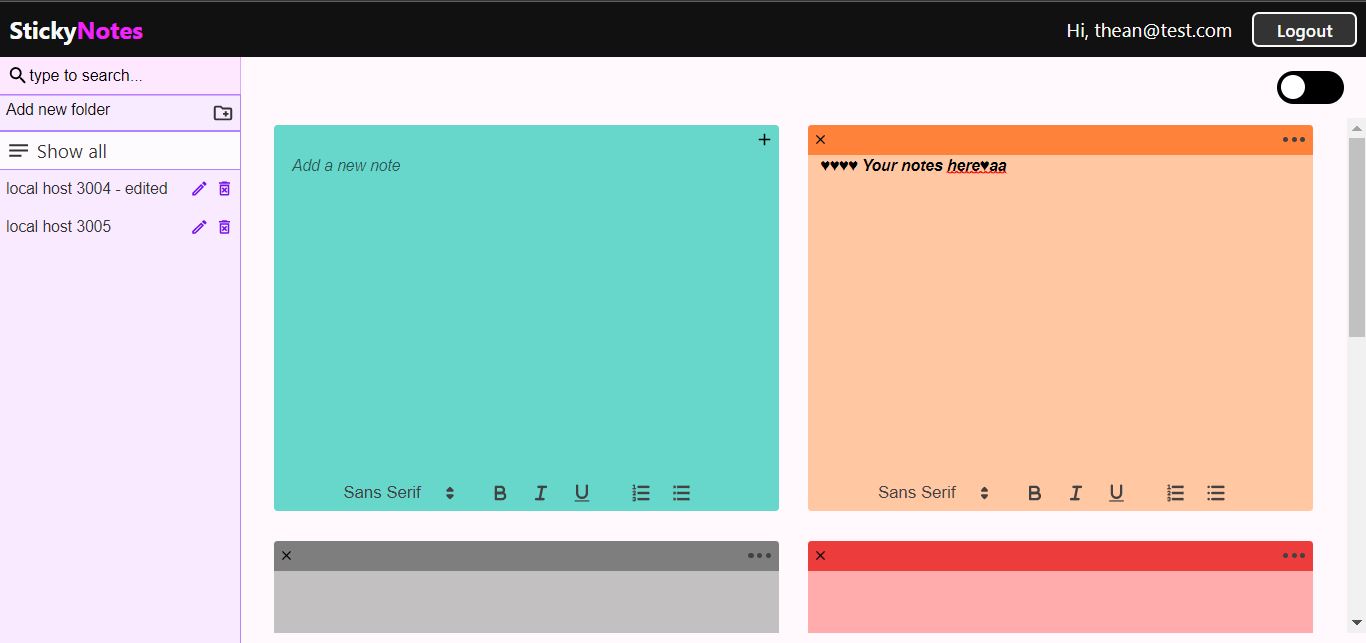 StickyNotes
Hi, thean@test.com
Logout
type to search...
Add new folder
Show all
local host 3004 - edited
local host 3005
Add a new note
♥♥♥♥ Your notes here♥aa
Sans Serif
B I U
Sans Serif
B I U